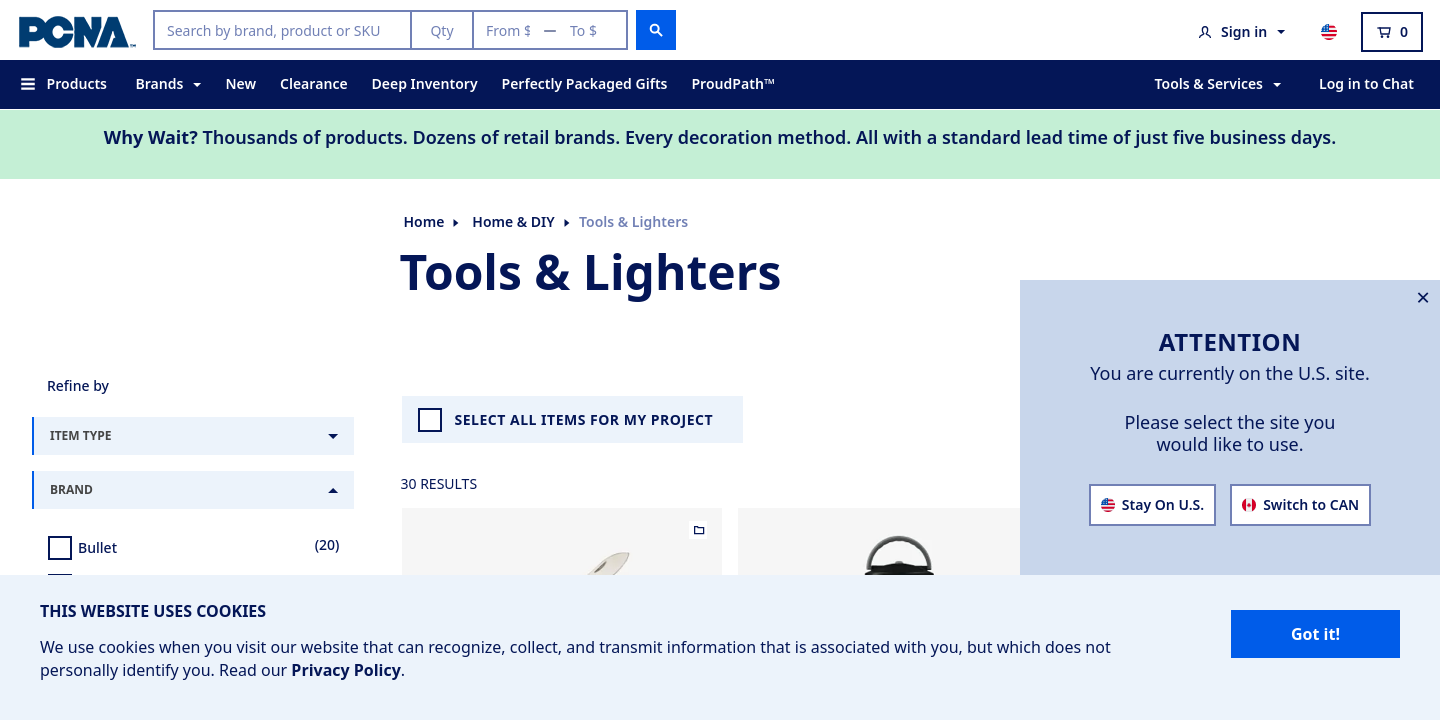 PCNA™
Search by brand, product or SKU
Qty
From $ — To $
Sign in
0
Products
Brands
New
Clearance
Deep Inventory
Perfectly Packaged Gifts
ProudPath™
Tools & Services
Log in to Chat
Why Wait? Thousands of products. Dozens of retail brands. Every decoration method. All with a standard lead time of just five business days.
Home
Home & DIY
Tools & Lighters
Tools & Lighters
ATTENTION
You are currently on the U.S. site.
Please select the site you
would like to use.
Stay On U.S.
Switch to CAN
Refine by
ITEM TYPE
BRAND
Bullet
(20)
SELECT ALL ITEMS FOR MY PROJECT
30 RESULTS
THIS WEBSITE USES COOKIES
We use cookies when you visit our website that can recognize, collect, and transmit information that is associated with you, but which does not
personally identify you. Read our Privacy Policy.
Got it!